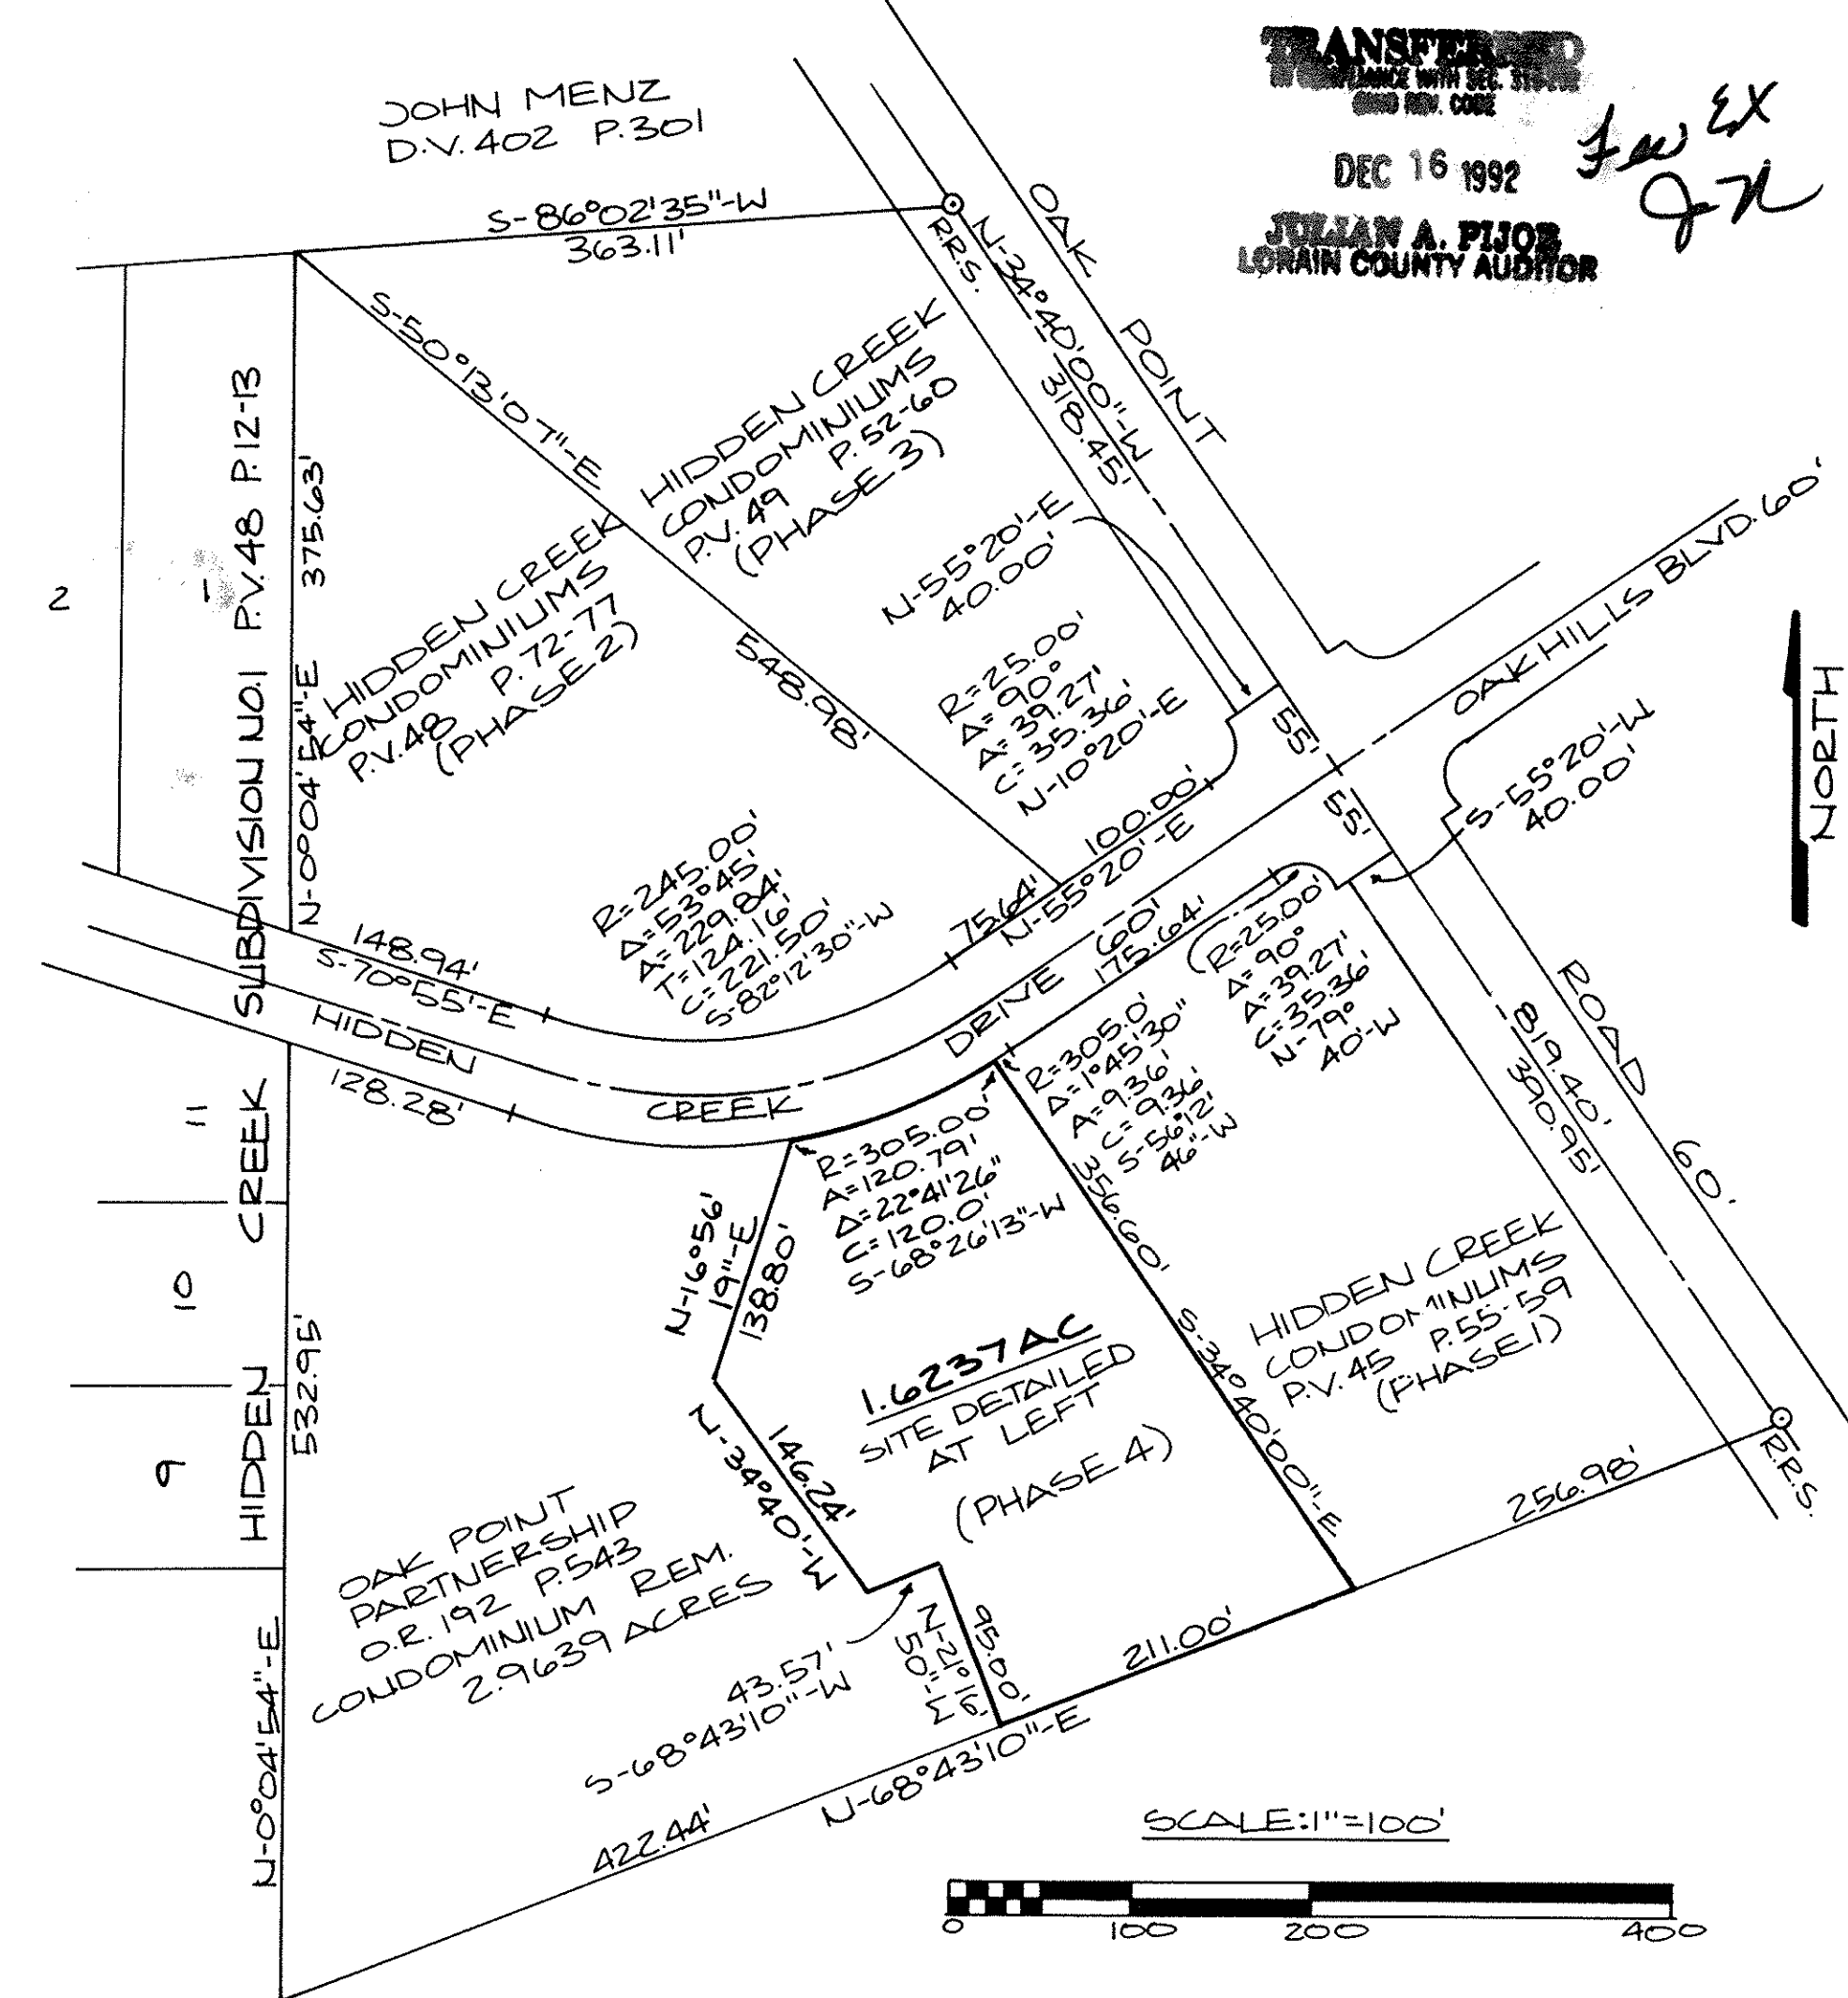 TRANSFERRED
IN COMPLIANCE WITH SEC.
OHIO REV. CODE
DEC 16 1992
JULIAN A. PIJOR
LORAIN COUNTY AUDITOR
Fee EX
JN
JOHN MENZ
D.V. 402 P. 301
S-86°02'35"-W
363.11'
R.R.S.
N-34°40'00"-W
318.45'
OAK
POINT
S-50°13'07"-E
548.98'
HIDDEN CREEK
CONDOMINIUMS
P.V. 49 P. 52-60
(PHASE 3)
HIDDEN CREEK
CONDOMINIUMS
P.V. 48 P. 72-77
(PHASE 2)
N-55°20'-E
40.00'
R=25.00'
Δ=90°
A=39.27'
C=35.36'
N-10°20'-E
OAK HILLS BLVD. 60'
NORTH
55'
55'
S-55°20'-W
40.00'
2
1
375.63'
N-0°04'54"-E
HIDDEN CREEK SUBDIVISION NO.1 P.V. 48 P. 12-13
R=245.00'
Δ=53°45'
A=229.84'
T=124.16'
C=221.50'
S-82°12'30"-W
100.00'
75.64'
N-55°20'-E
148.94'
S-70°55'-E
HIDDEN
CREEK
DRIVE 60'
128.28'
175.64'
(R=25.00'
Δ=90°
A=39.27'
C=35.36'
N-79°
40'-W
R=305.0'
Δ=1°45'30"
A=9.36'
C=9.36'
S-56°12'
46"-W
ROAD
60'
819.40'
390.95'
R=305.00'
A=120.79'
Δ=22°41'26"
C=120.0'
S-68°26'13"-W
356.60'
S-34°40'00"-E
11
10
9
532.95'
N-0°04'54"-E
N-16°56'
19"-E
138.80'
1.6237 AC
SITE DETAILED
AT LEFT
(PHASE 4)
HIDDEN CREEK
CONDOMINIUMS
P.V. 45 P. 55-59
(PHASE 1)
R.R.S.
256.98'
146.24'
N-34°40'-W
OAK POINT
PARTNERSHIP
O.R. 192 P. 543
CONDOMINIUM REM.
2.9639 ACRES
43.57'
S-68°43'10"-W
95.00'
N-21°16'
50"-W
211.00'
N-68°43'10"-E
422.44'
SCALE: 1"=100'
0 100 200 400